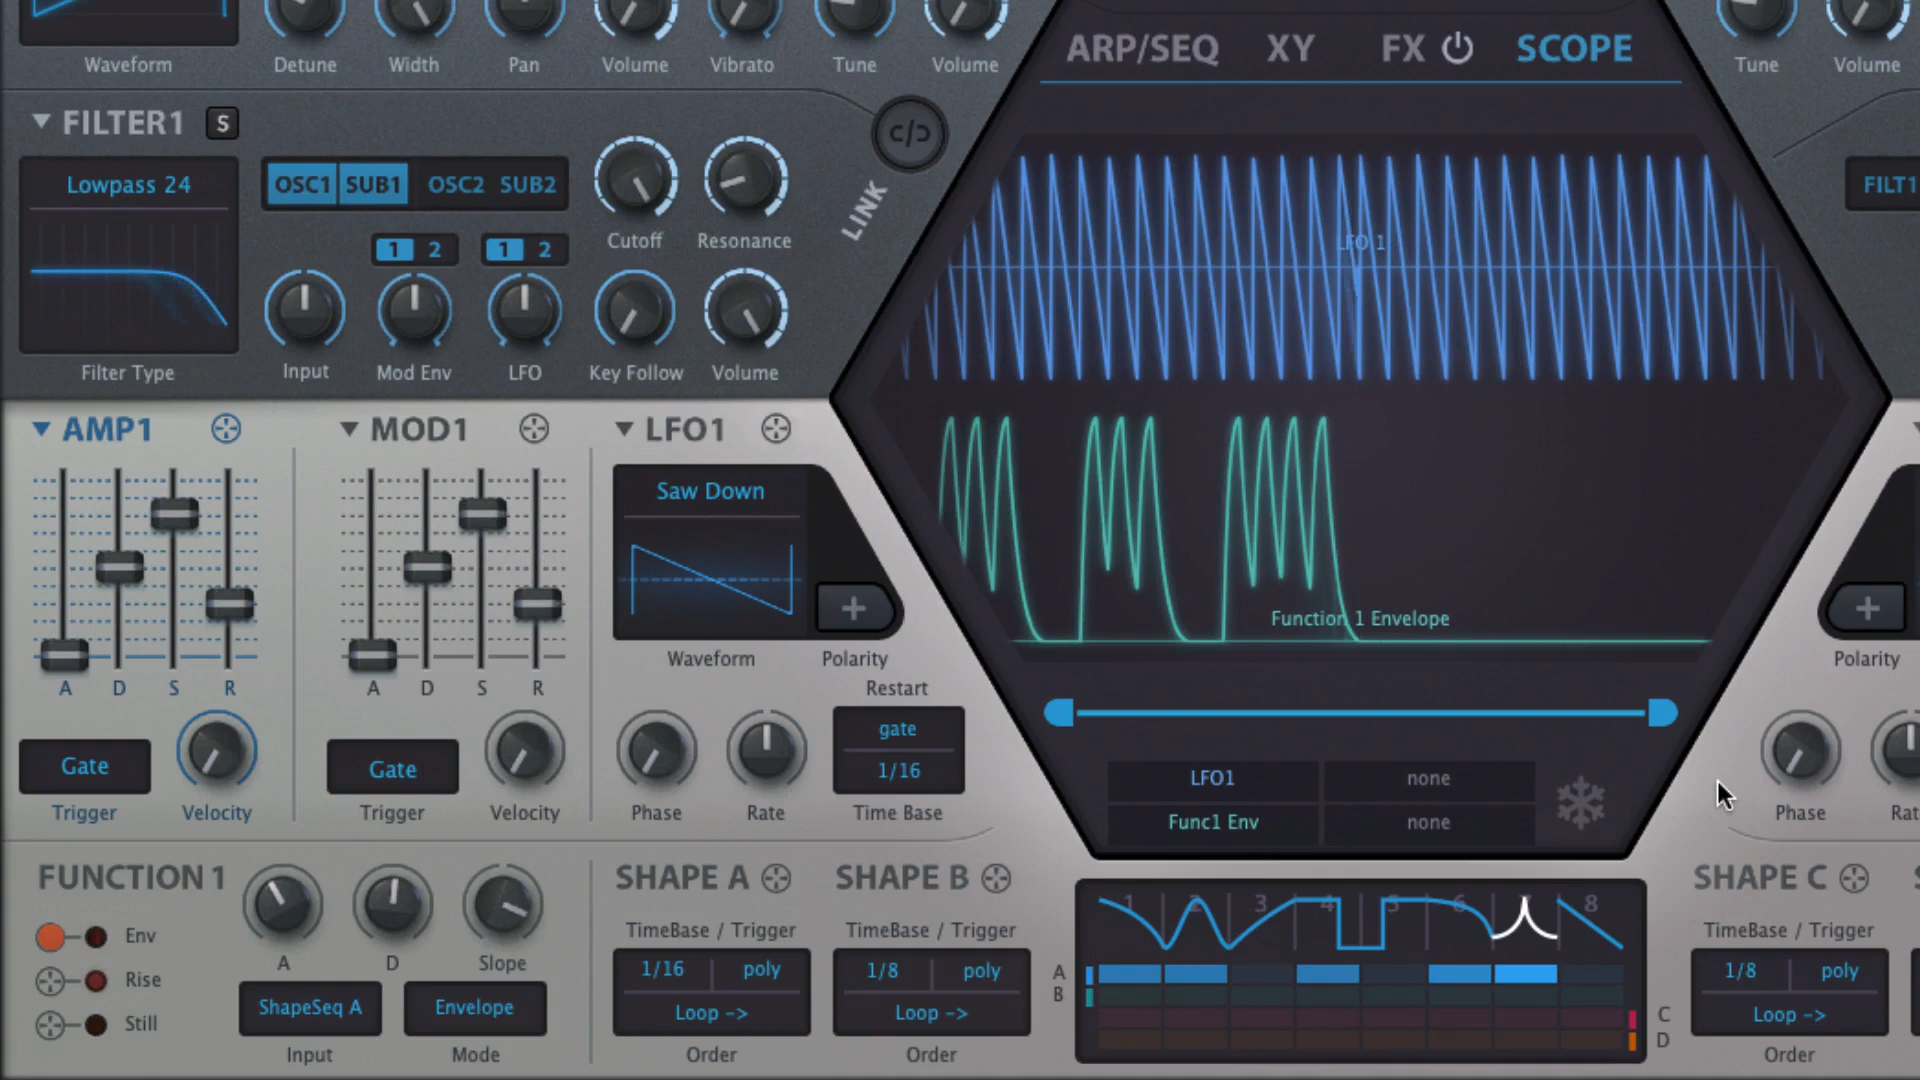 Waveform Detune Width Pan Volume Vibrato Tune Volume
ARP/SEQ XY FX SCOPE
Tune Volume
FILTER1 S
Lowpass 24
OSC1 SUB1 OSC2 SUB2
LINK
Cutoff Resonance
1 2 1 2
FILT1
LFO 1
Filter Type Input Mod Env LFO Key Follow Volume
AMP1 MOD1 LFO1
Saw Down
Function 1 Envelope
Waveform Polarity
Polarity
A D S R A D S R
Restart
gate
1/16
Gate Gate
Trigger Velocity Trigger Velocity Phase Rate Time Base
LFO1 none
Func1 Env none
Phase
FUNCTION 1
Env
Rise
Still
A D Slope
ShapeSeq A Envelope
Input Mode
SHAPE A SHAPE B
TimeBase / Trigger TimeBase / Trigger
1/16 poly 1/8 poly
Loop -> Loop ->
Order Order
1 2 3 4 5 6 7 8
A
B
C
D
SHAPE C
TimeBase / Trigger
1/8 poly
Loop ->
Order